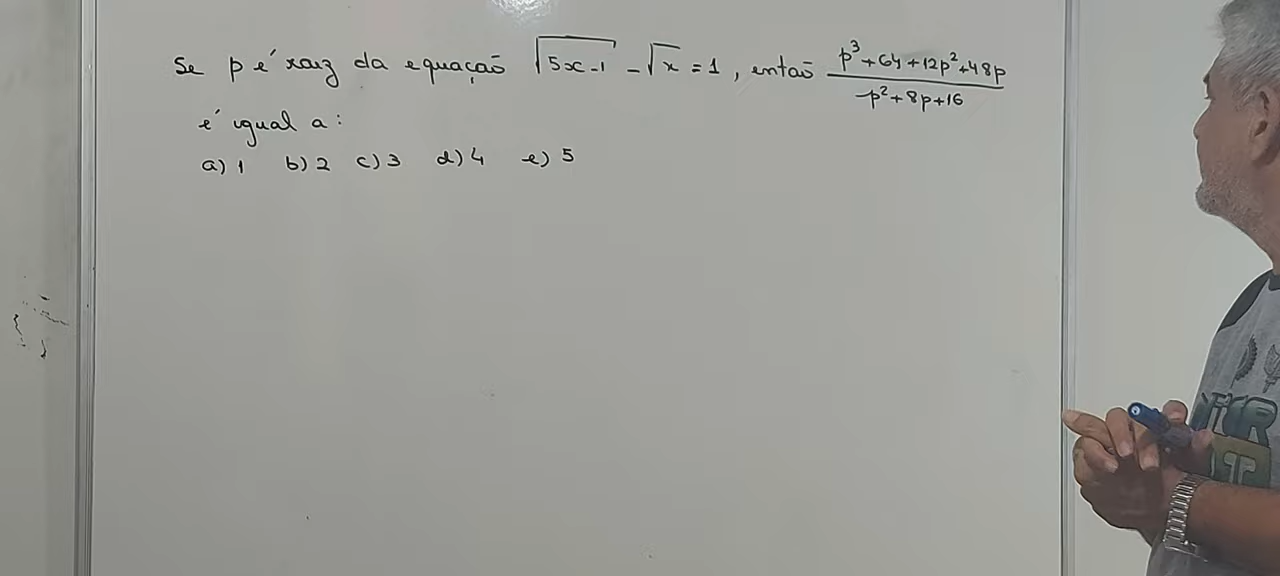 Se p é raiz da equação √(5x-1) - √x = 1, então (p³+64+12p²+48p)/(p²+8p+16)
é igual a:
a) 1 b) 2 c) 3 d) 4 e) 5